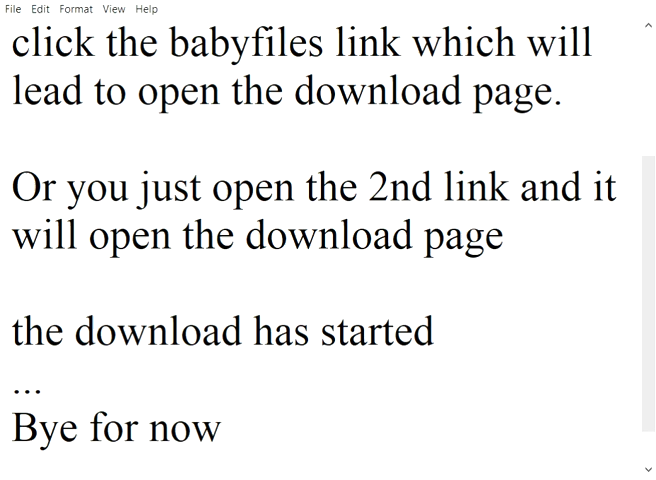 File Edit Format View Help
click the babyfiles link which will
lead to open the download page.
Or you just open the 2nd link and it
will open the download page
the download has started
...
Bye for now